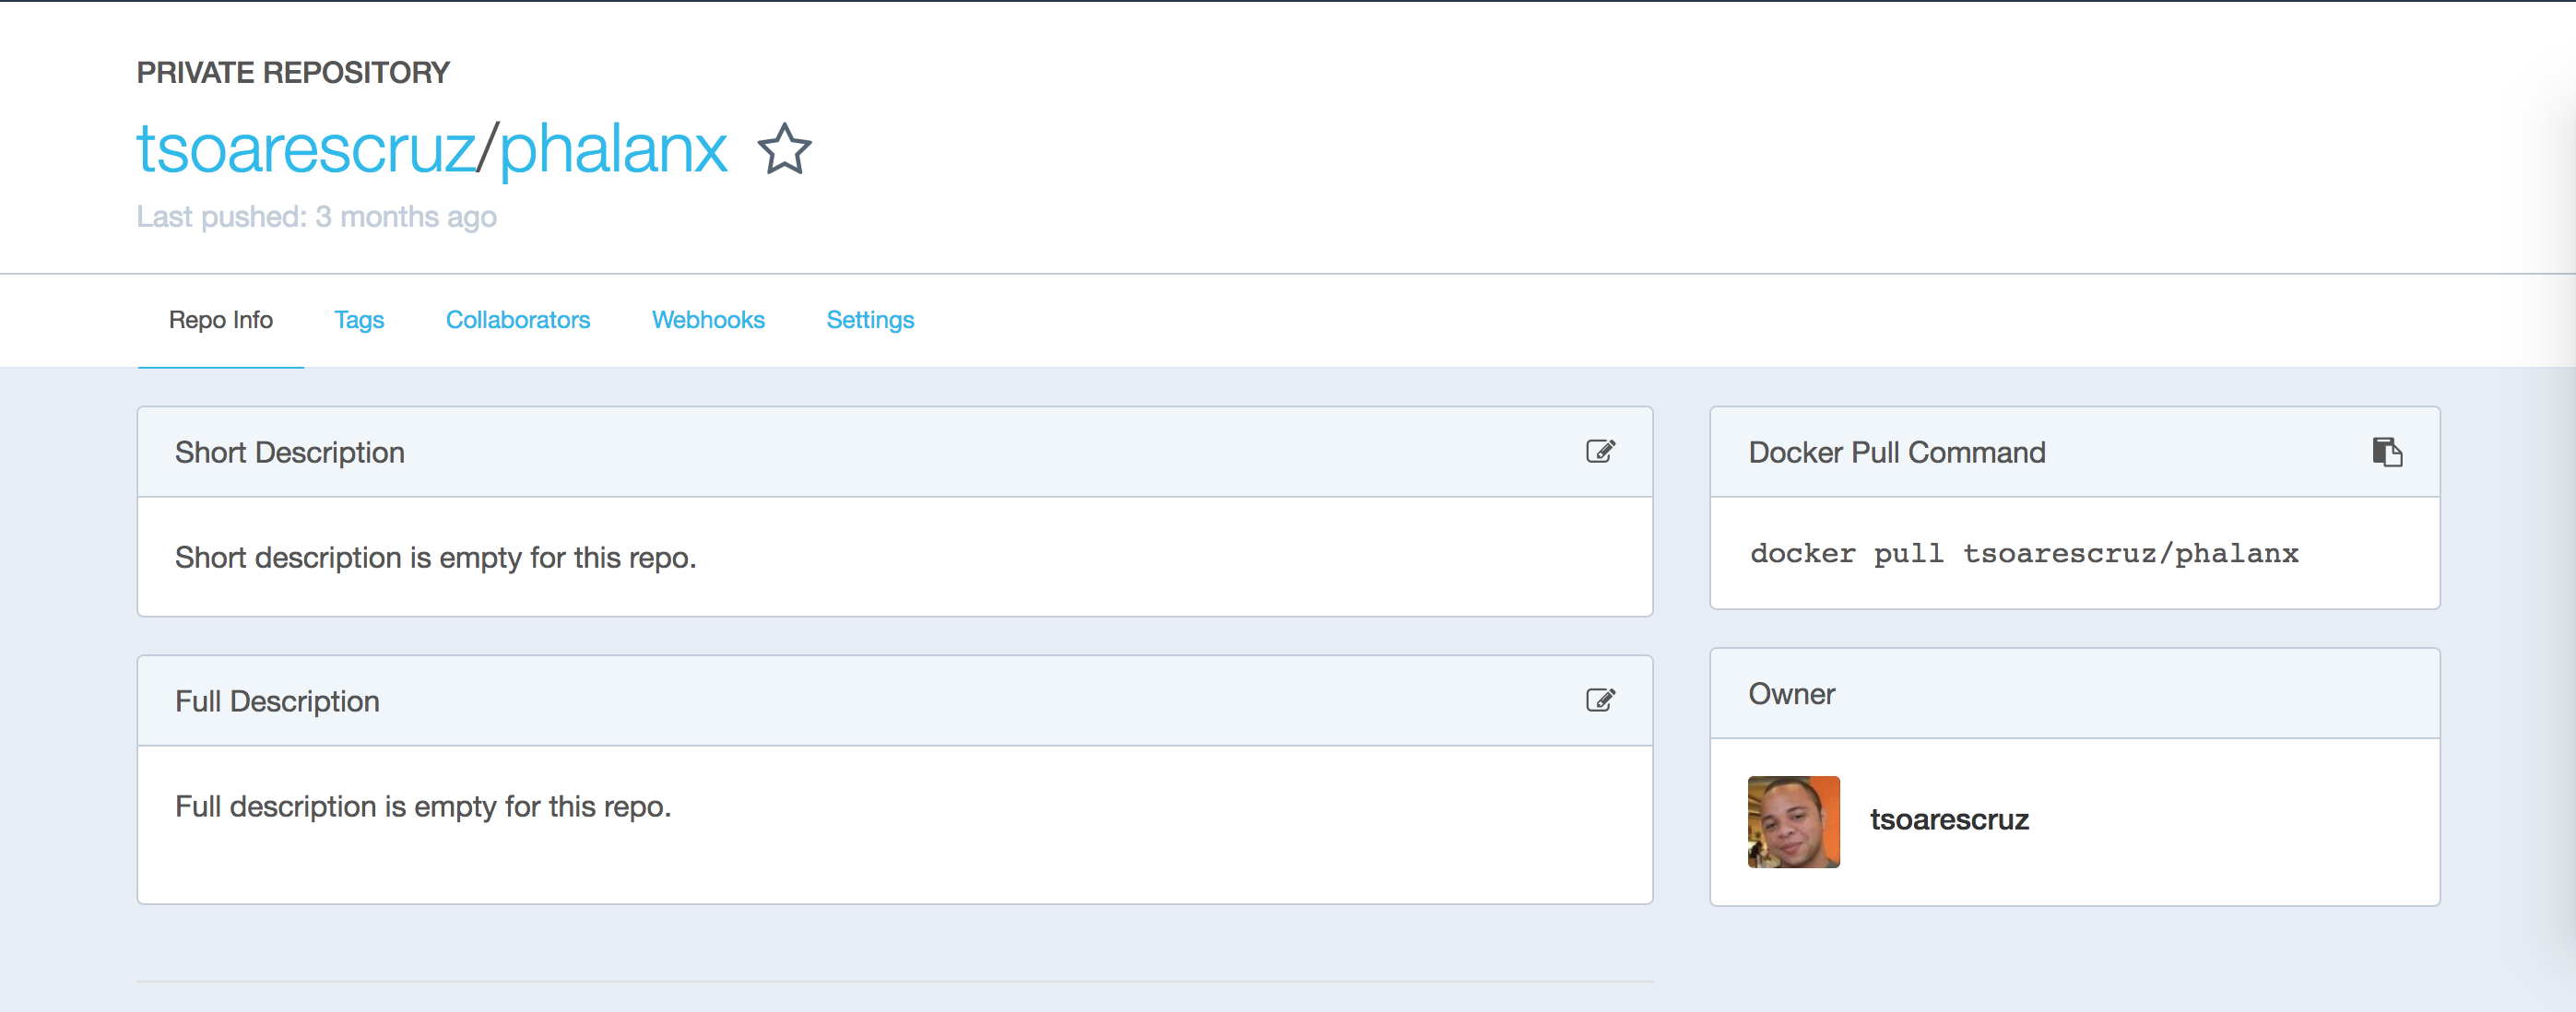 PRIVATE REPOSITORY
tsoarescruz/phalanx
Last pushed: 3 months ago
Repo Info Tags Collaborators Webhooks Settings
Short Description
Short description is empty for this repo.
Full Description
Full description is empty for this repo.
Docker Pull Command
docker pull tsoarescruz/phalanx
Owner
tsoarescruz